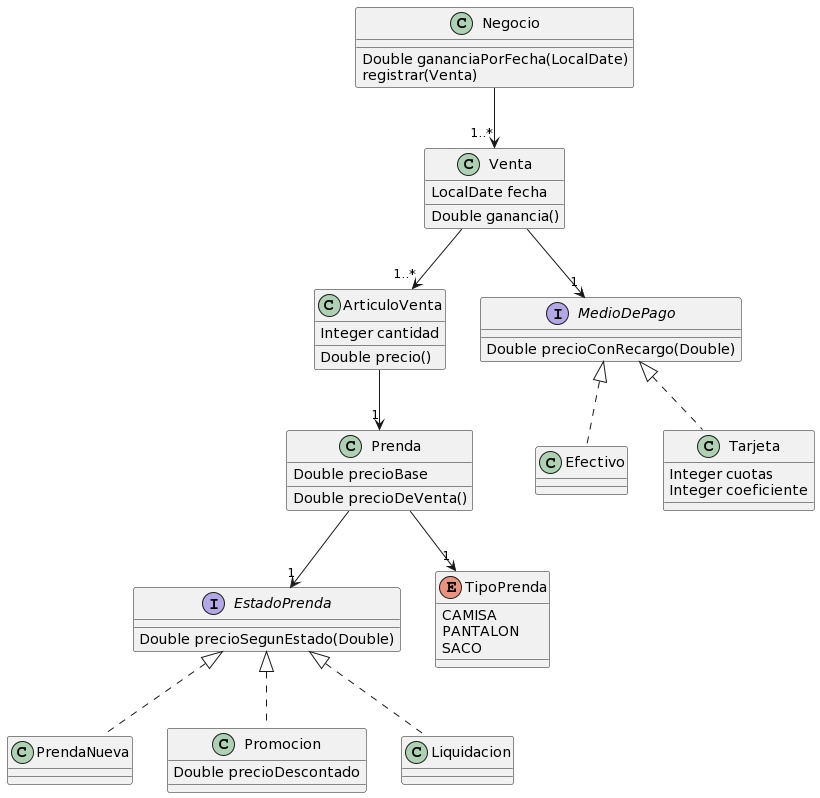 C Negocio
Double gananciaPorFecha(LocalDate)
registrar(Venta)
1..*
C Venta
LocalDate fecha
Double ganancia()
1..*
1
C ArticuloVenta
Integer cantidad
Double precio()
I MedioDePago
Double precioConRecargo(Double)
1
C Prenda
Double precioBase
Double precioDeVenta()
C Efectivo
C Tarjeta
Integer cuotas
Integer coeficiente
1
1
I EstadoPrenda
Double precioSegunEstado(Double)
E TipoPrenda
CAMISA
PANTALON
SACO
C PrendaNueva
C Promocion
Double precioDescontado
C Liquidacion